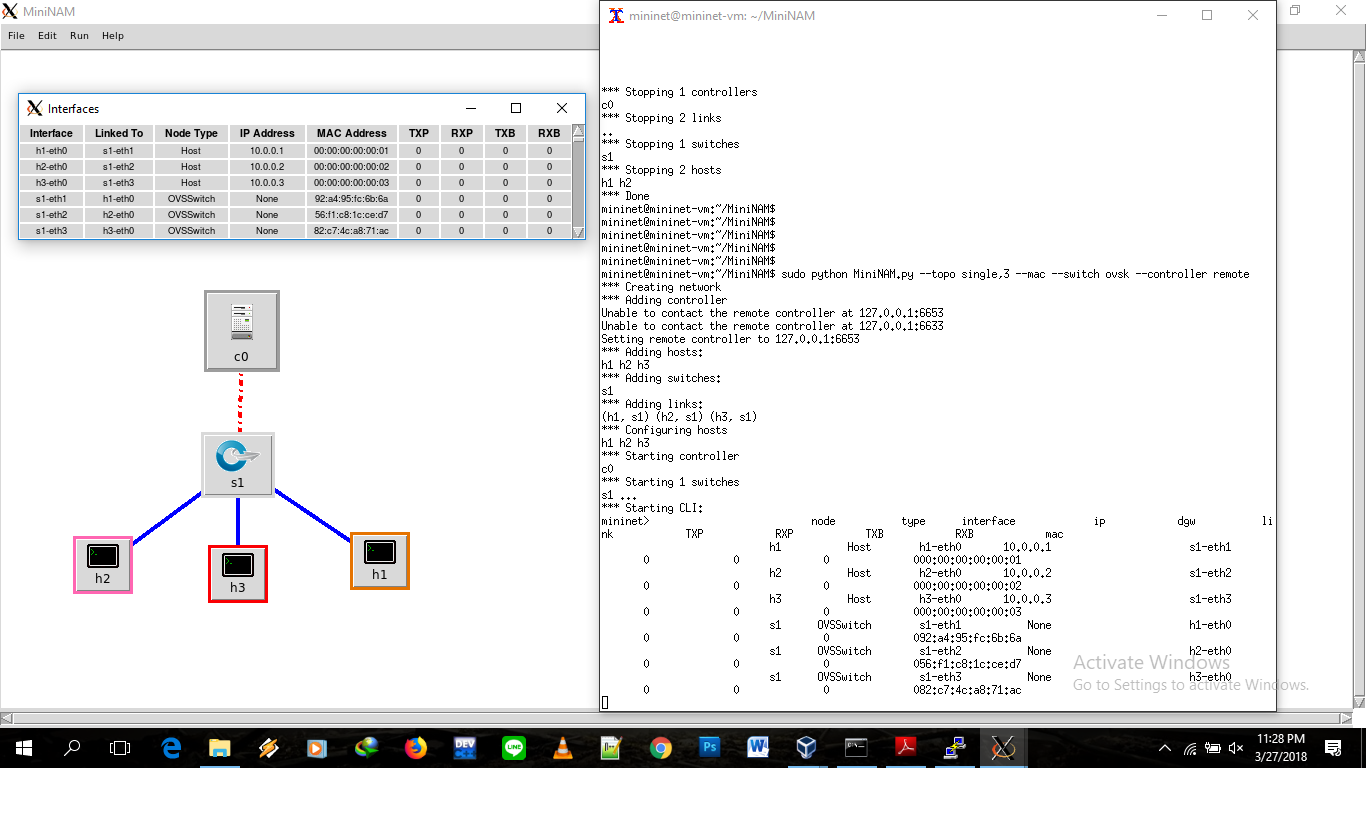 MiniNAM
File Edit Run Help
Interfaces
Interface Linked To Node Type IP Address MAC Address TXP RXP TXB RXB
h1-eth0 s1-eth1 Host 10.0.0.1 00:00:00:00:00:01 0 0 0 0
h2-eth0 s1-eth2 Host 10.0.0.2 00:00:00:00:00:02 0 0 0 0
h3-eth0 s1-eth3 Host 10.0.0.3 00:00:00:00:00:03 0 0 0 0
s1-eth1 h1-eth0 OVSSwitch None 92:a4:95:fc:6b:6a 0 0 0 0
s1-eth2 h2-eth0 OVSSwitch None 56:f1:c8:1c:ce:d7 0 0 0 0
s1-eth3 h3-eth0 OVSSwitch None 82:c7:4c:a8:71:ac 0 0 0 0
c0
s1
h2
h3
h1
mininet@mininet-vm: ~/MiniNAM
*** Stopping 1 controllers
c0
*** Stopping 2 links
..
*** Stopping 1 switches
s1
*** Stopping 2 hosts
h1 h2
*** Done
mininet@mininet-vm:~/MiniNAM$
mininet@mininet-vm:~/MiniNAM$
mininet@mininet-vm:~/MiniNAM$
mininet@mininet-vm:~/MiniNAM$
mininet@mininet-vm:~/MiniNAM$
mininet@mininet-vm:~/MiniNAM$ sudo python MiniNAM.py --topo single,3 --mac --switch ovsk --controller remote
*** Creating network
*** Adding controller
Unable to contact the remote controller at 127.0.0.1:6653
Unable to contact the remote controller at 127.0.0.1:6633
Setting remote controller to 127.0.0.1:6653
*** Adding hosts:
h1 h2 h3
*** Adding switches:
s1
*** Adding links:
(h1, s1) (h2, s1) (h3, s1)
*** Configuring hosts
h1 h2 h3
*** Starting controller
c0
*** Starting 1 switches
s1 ...
*** Starting CLI:
mininet> node type interface ip dgw li
nk TXP RXP TXB RXB mac
h1 Host h1-eth0 10.0.0.1 s1-eth1
0 0 0 000:00:00:00:00:01
h2 Host h2-eth0 10.0.0.2 s1-eth2
0 0 0 000:00:00:00:00:02
h3 Host h3-eth0 10.0.0.3 s1-eth3
0 0 0 000:00:00:00:00:03
s1 OVSSwitch s1-eth1 None h1-eth0
0 0 0 092:a4:95:fc:6b:6a
s1 OVSSwitch s1-eth2 None h2-eth0
0 0 0 056:f1:c8:1c:ce:d7
s1 OVSSwitch s1-eth3 None h3-eth0
0 0 0 082:c7:4c:a8:71:ac
Activate Windows
Go to Settings to activate Windows.
DEV
LINE
Ps
W
11:28 PM
3/27/2018